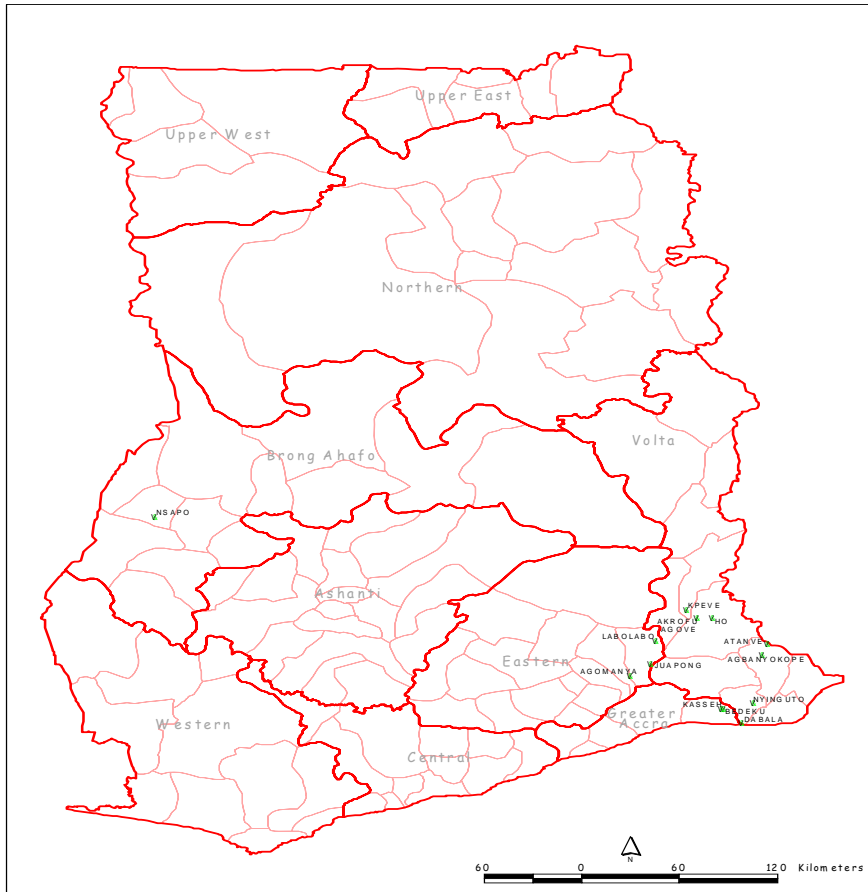 Upper East
Upper West
Northern
Volta
Brong Ahafo
NSAPO
Ashanti
KPEVE
AKROFU
HO
AGOVE
LABOLABO
ATANVE
Eastern
AGBANYOKOPE
JUAPONG
AGOMANYA
NYINGUTO
KASSEH
BEDEKU
Greater
Accra
DABALA
Western
Central
N
60 0 60 120 Kilometers